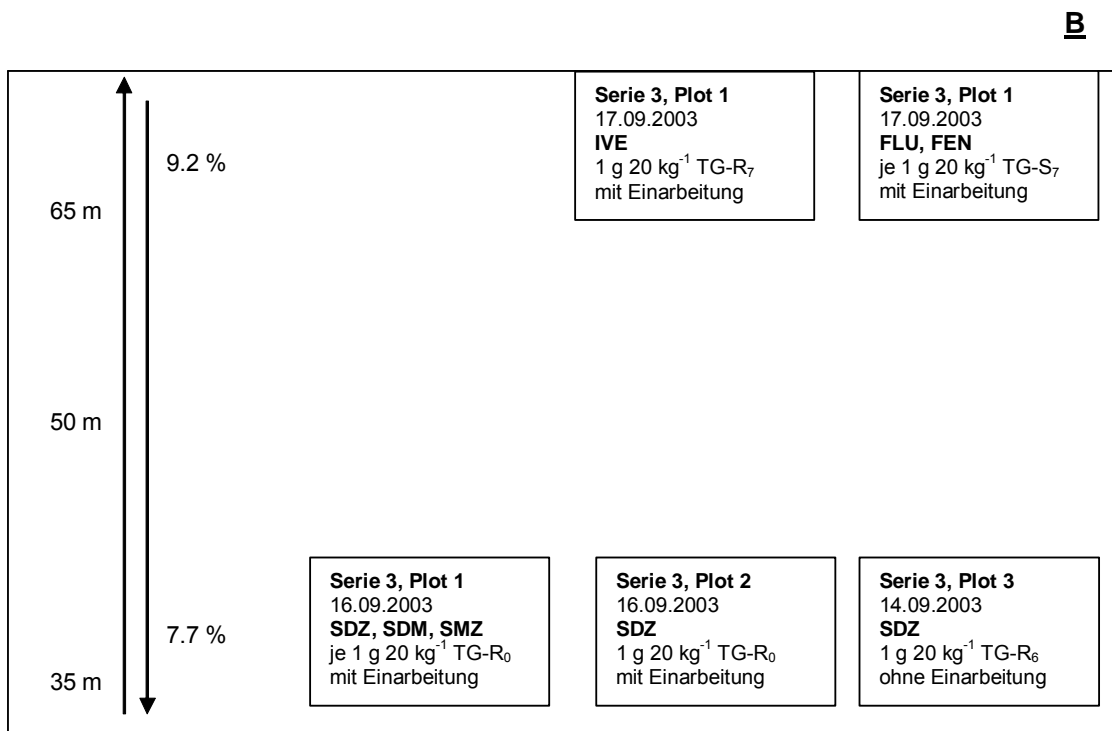 B
Serie 3, Plot 1
17.09.2003
IVE
1 g 20 kg⁻¹ TG-R₇
mit Einarbeitung
Serie 3, Plot 1
17.09.2003
FLU, FEN
je 1 g 20 kg⁻¹ TG-S₇
mit Einarbeitung
9.2 %
65 m
50 m
Serie 3, Plot 1
16.09.2003
SDZ, SDM, SMZ
je 1 g 20 kg⁻¹ TG-R₀
mit Einarbeitung
Serie 3, Plot 2
16.09.2003
SDZ
1 g 20 kg⁻¹ TG-R₀
mit Einarbeitung
Serie 3, Plot 3
14.09.2003
SDZ
1 g 20 kg⁻¹ TG-R₆
ohne Einarbeitung
7.7 %
35 m